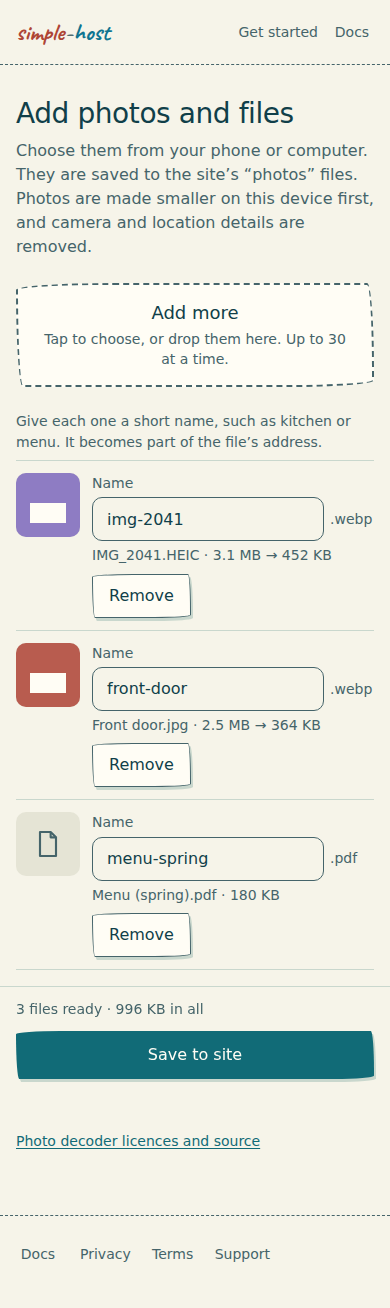 simple-host
Get started
Docs
Add photos and files
Choose them from your phone or computer.
They are saved to the site’s “photos” files.
Photos are made smaller on this device first,
and camera and location details are
removed.
Add more
Tap to choose, or drop them here. Up to 30
at a time.
Give each one a short name, such as kitchen or
menu. It becomes part of the file’s address.
Name
img-2041 .webp
IMG_2041.HEIC · 3.1 MB → 452 KB
Remove
Name
front-door .webp
Front door.jpg · 2.5 MB → 364 KB
Remove
Name
menu-spring .pdf
Menu (spring).pdf · 180 KB
Remove
3 files ready · 996 KB in all
Save to site
Photo decoder licences and source
Docs Privacy Terms Support